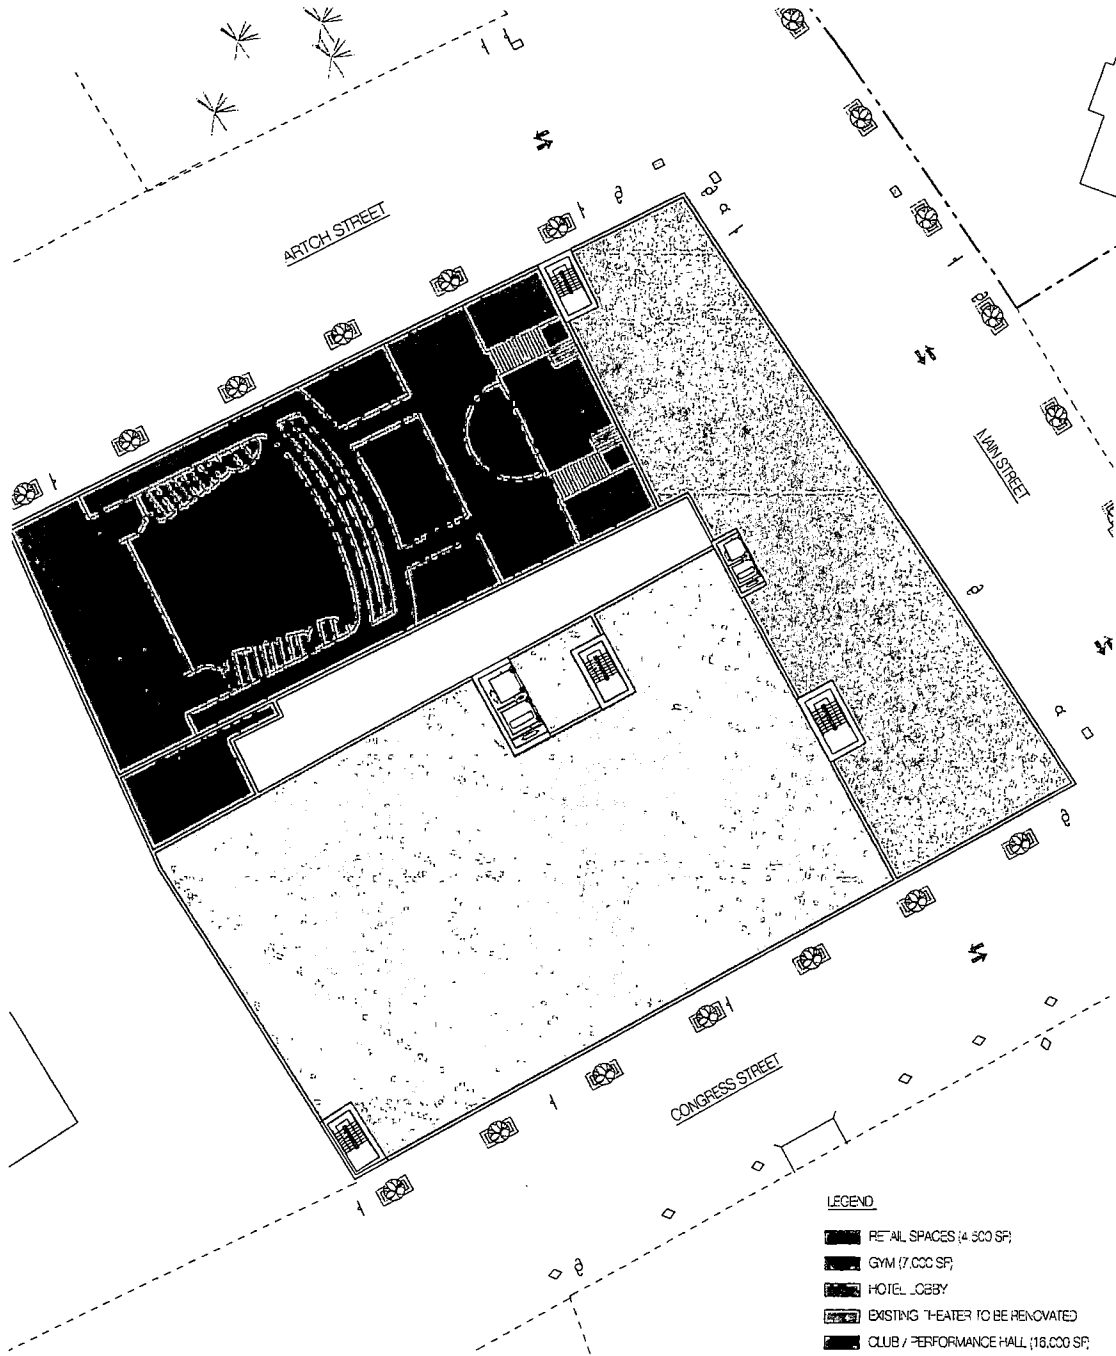 ARTCH STREET
MAIN STREET
CONGRESS STREET
LEGEND
RETAIL SPACES (4,500 SF)
GYM (7,000 SF)
HOTEL LOBBY
EXISTING THEATER TO BE RENOVATED
CLUB / PERFORMANCE HALL (16,000 SF)